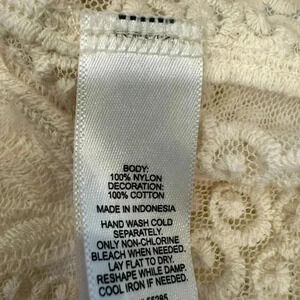 BODY:
100% NYLON
DECORATION:
100% COTTON
MADE IN INDONESIA
HAND WASH COLD
SEPARATELY.
ONLY NON-CHLORINE
BLEACH WHEN NEEDED.
LAY FLAT TO DRY.
RESHAPE WHILE DAMP.
COOL IRON IF NEEDED.